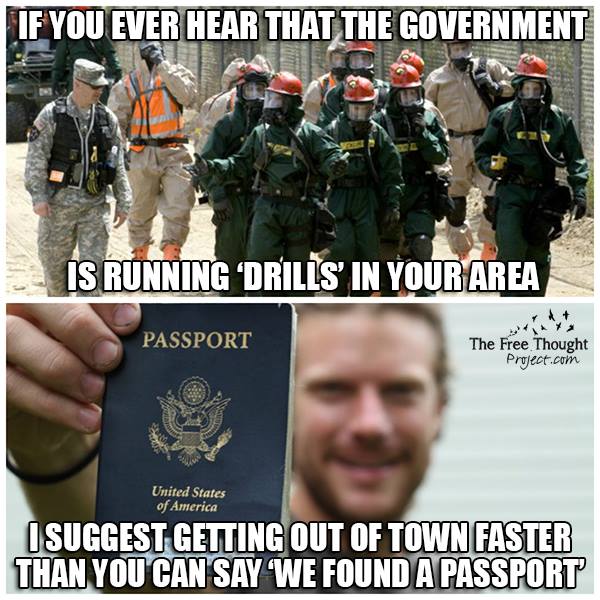 IF YOU EVER HEAR THAT THE GOVERNMENT
IS RUNNING 'DRILLS' IN YOUR AREA
PASSPORT
United States
of America
The Free Thought
Project.com
I SUGGEST GETTING OUT OF TOWN FASTER
THAN YOU CAN SAY 'WE FOUND A PASSPORT'